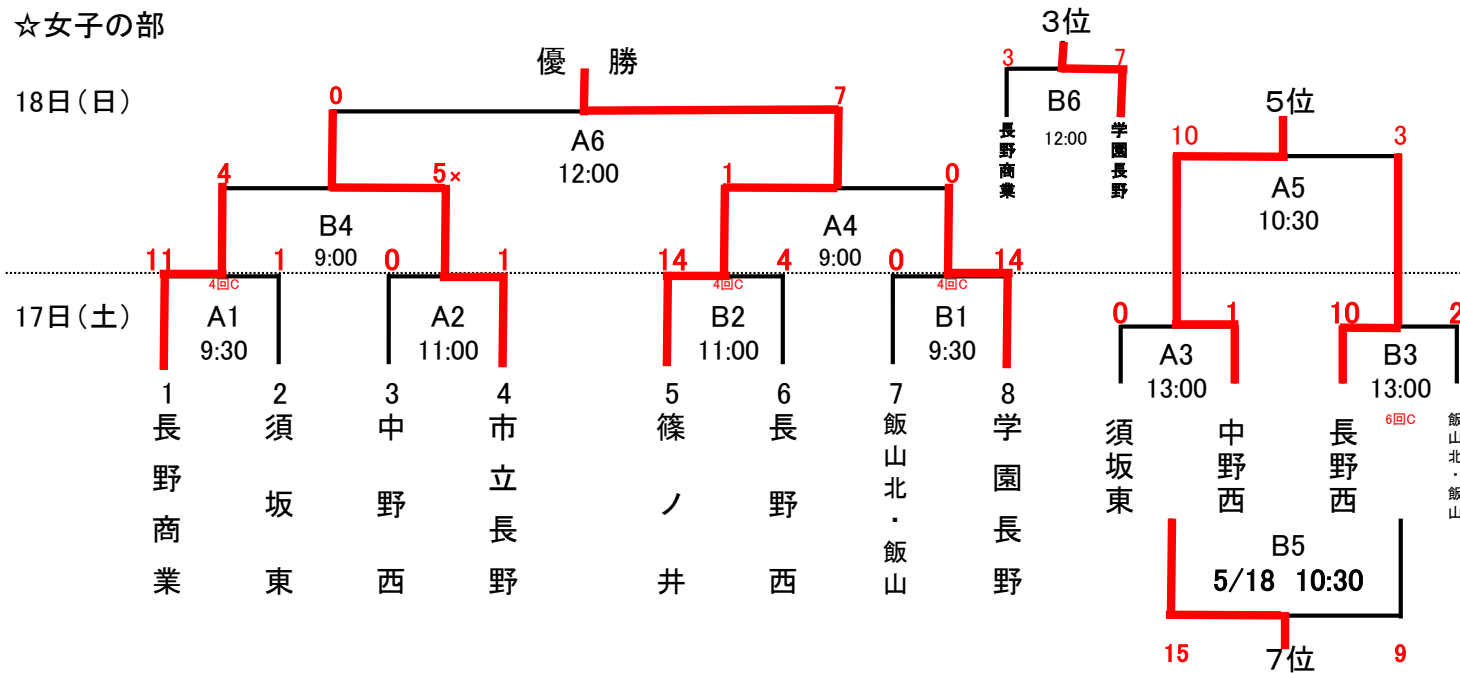 ☆女子の部
３位
優 勝
3
7
18日（日）
0
7
B6
12:00
長野商業
学園長野
５位
A6
12:00
10
3
4
5×
1
0
A5
10:30
B4
9:00
A4
9:00
11
1
0
1
14
4
0
14
4回C
4回C
4回C
17日（土）
A1
9:30
A2
11:00
B2
11:00
B1
9:30
0
1
10
2
A3
13:00
B3
13:00
6回C
1
2
3
4
5
6
7
8
長野商業
須坂東
中野西
市立長野
篠ノ井
長野西
飯山北・飯山
学園長野
須坂東
中野西
長野西
飯山北・飯山
B5
5/18 10:30
15
７位
9